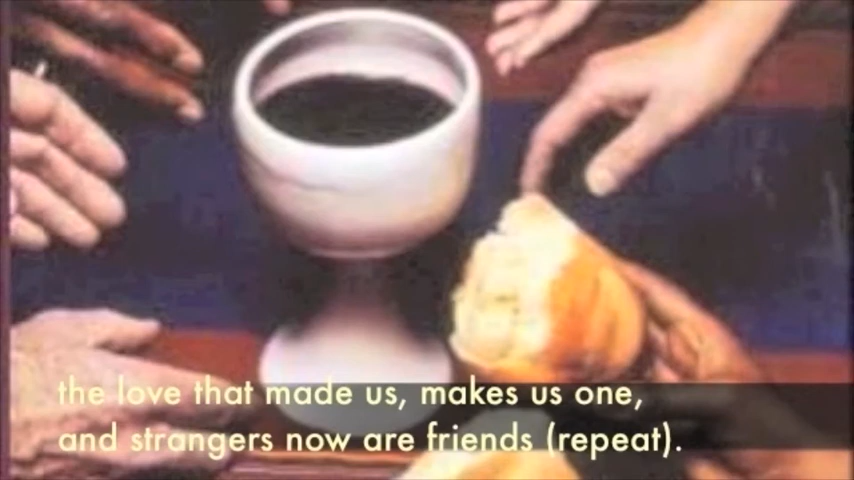 the love that made us, makes us one,
and strangers now are friends (repeat).